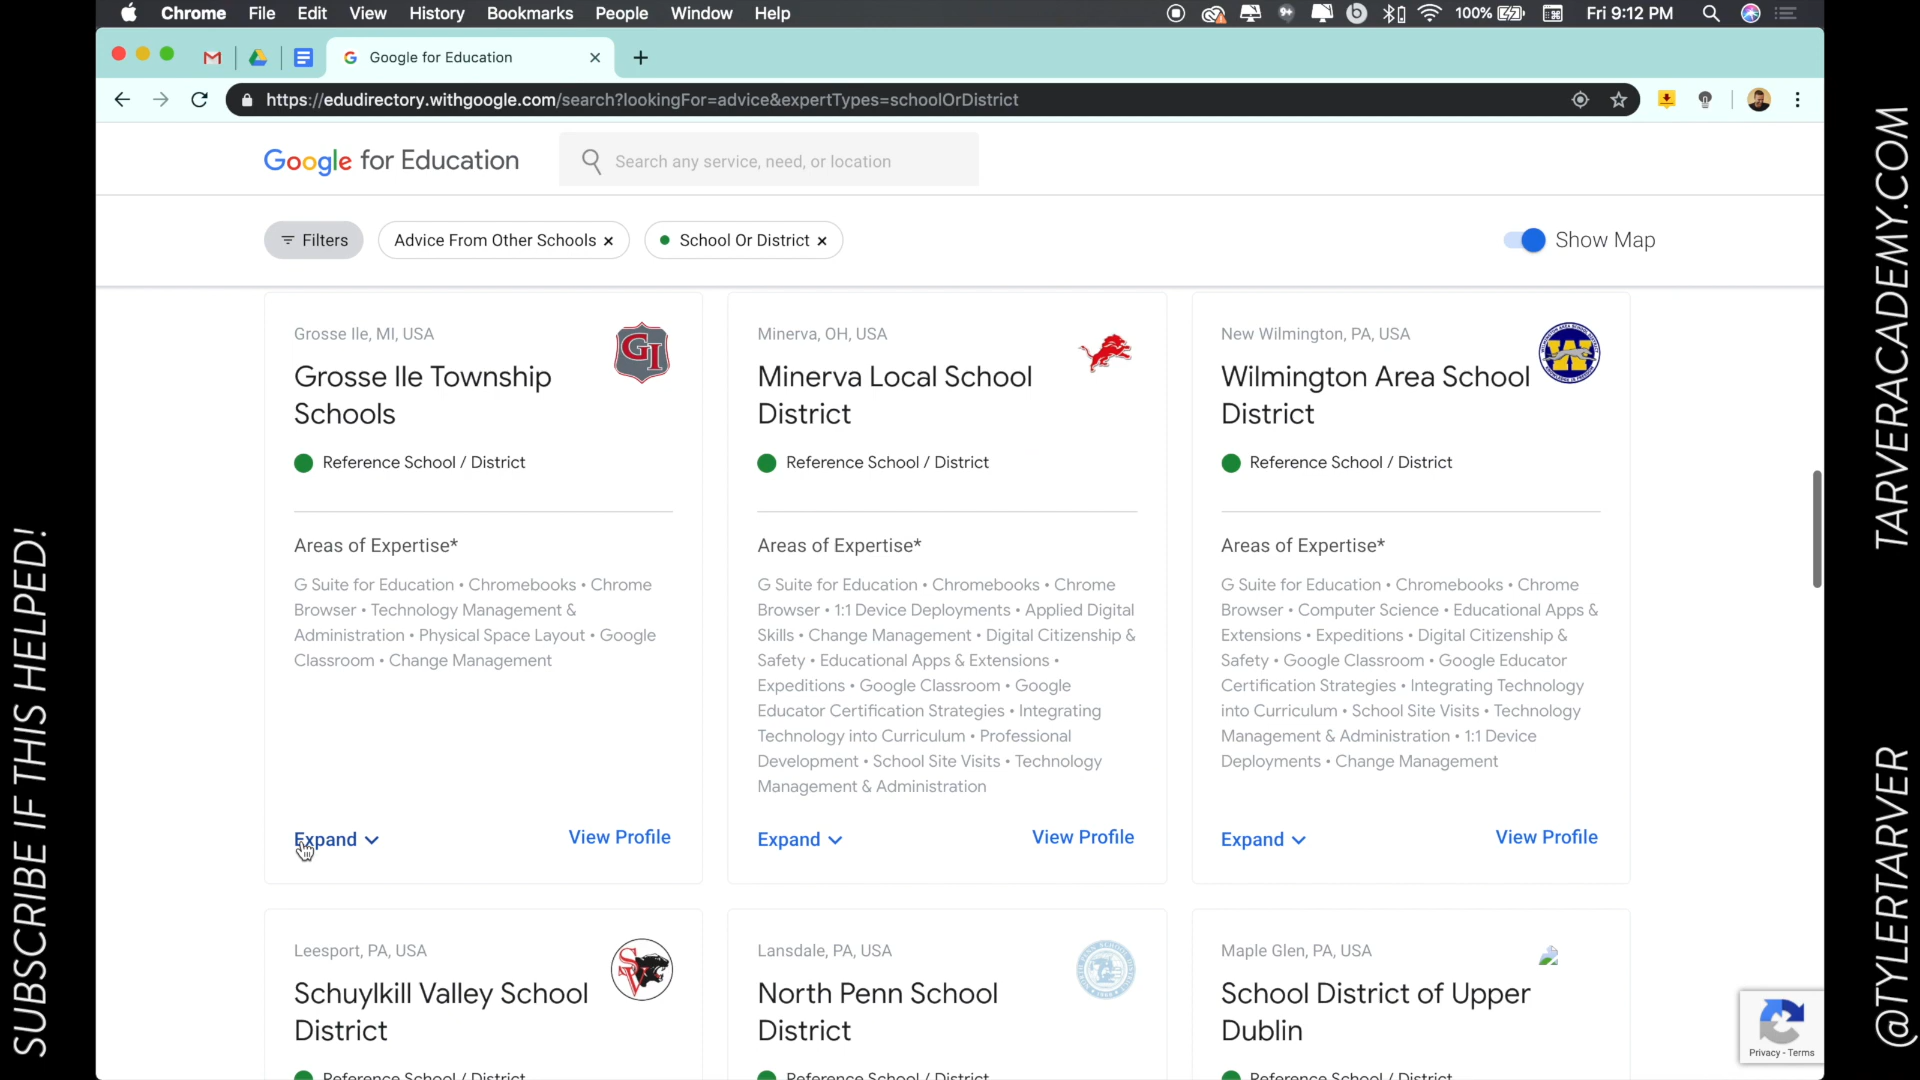 Chrome File Edit View History Bookmarks People Window Help
100% Fri 9:12 PM
Google for Education
https://edudirectory.withgoogle.com/search?lookingFor=advice&expertTypes=schoolOrDistrict
Google for Education
Search any service, need, or location
Filters
Advice From Other Schools
School Or District
Show Map
Grosse Ile, MI, USA
Grosse Ile Township
Schools
GI
Reference School / District
Areas of Expertise*
G Suite for Education • Chromebooks • Chrome
Browser • Technology Management &
Administration • Physical Space Layout • Google
Classroom • Change Management
Expand
View Profile
Minerva, OH, USA
Minerva Local School
District
Reference School / District
Areas of Expertise*
G Suite for Education • Chromebooks • Chrome
Browser • 1:1 Device Deployments • Applied Digital
Skills • Change Management • Digital Citizenship &
Safety • Educational Apps & Extensions •
Expeditions • Google Classroom • Google
Educator Certification Strategies • Integrating
Technology into Curriculum • Professional
Development • School Site Visits • Technology
Management & Administration
Expand
View Profile
New Wilmington, PA, USA
Wilmington Area School
District
W
Reference School / District
Areas of Expertise*
G Suite for Education • Chromebooks • Chrome
Browser • Computer Science • Educational Apps &
Extensions • Expeditions • Digital Citizenship &
Safety • Google Classroom • Google Educator
Certification Strategies • Integrating Technology
into Curriculum • School Site Visits • Technology
Management & Administration • 1:1 Device
Deployments • Change Management
Expand
View Profile
Leesport, PA, USA
Schuylkill Valley School
District
SV
Reference School / District
Lansdale, PA, USA
North Penn School
District
Reference School / District
Maple Glen, PA, USA
School District of Upper
Dublin
Reference School / District
Privacy - Terms
SUBSCRIBE IF THIS HELPED!
TARVERACADEMY.COM
@TYLERTARVER